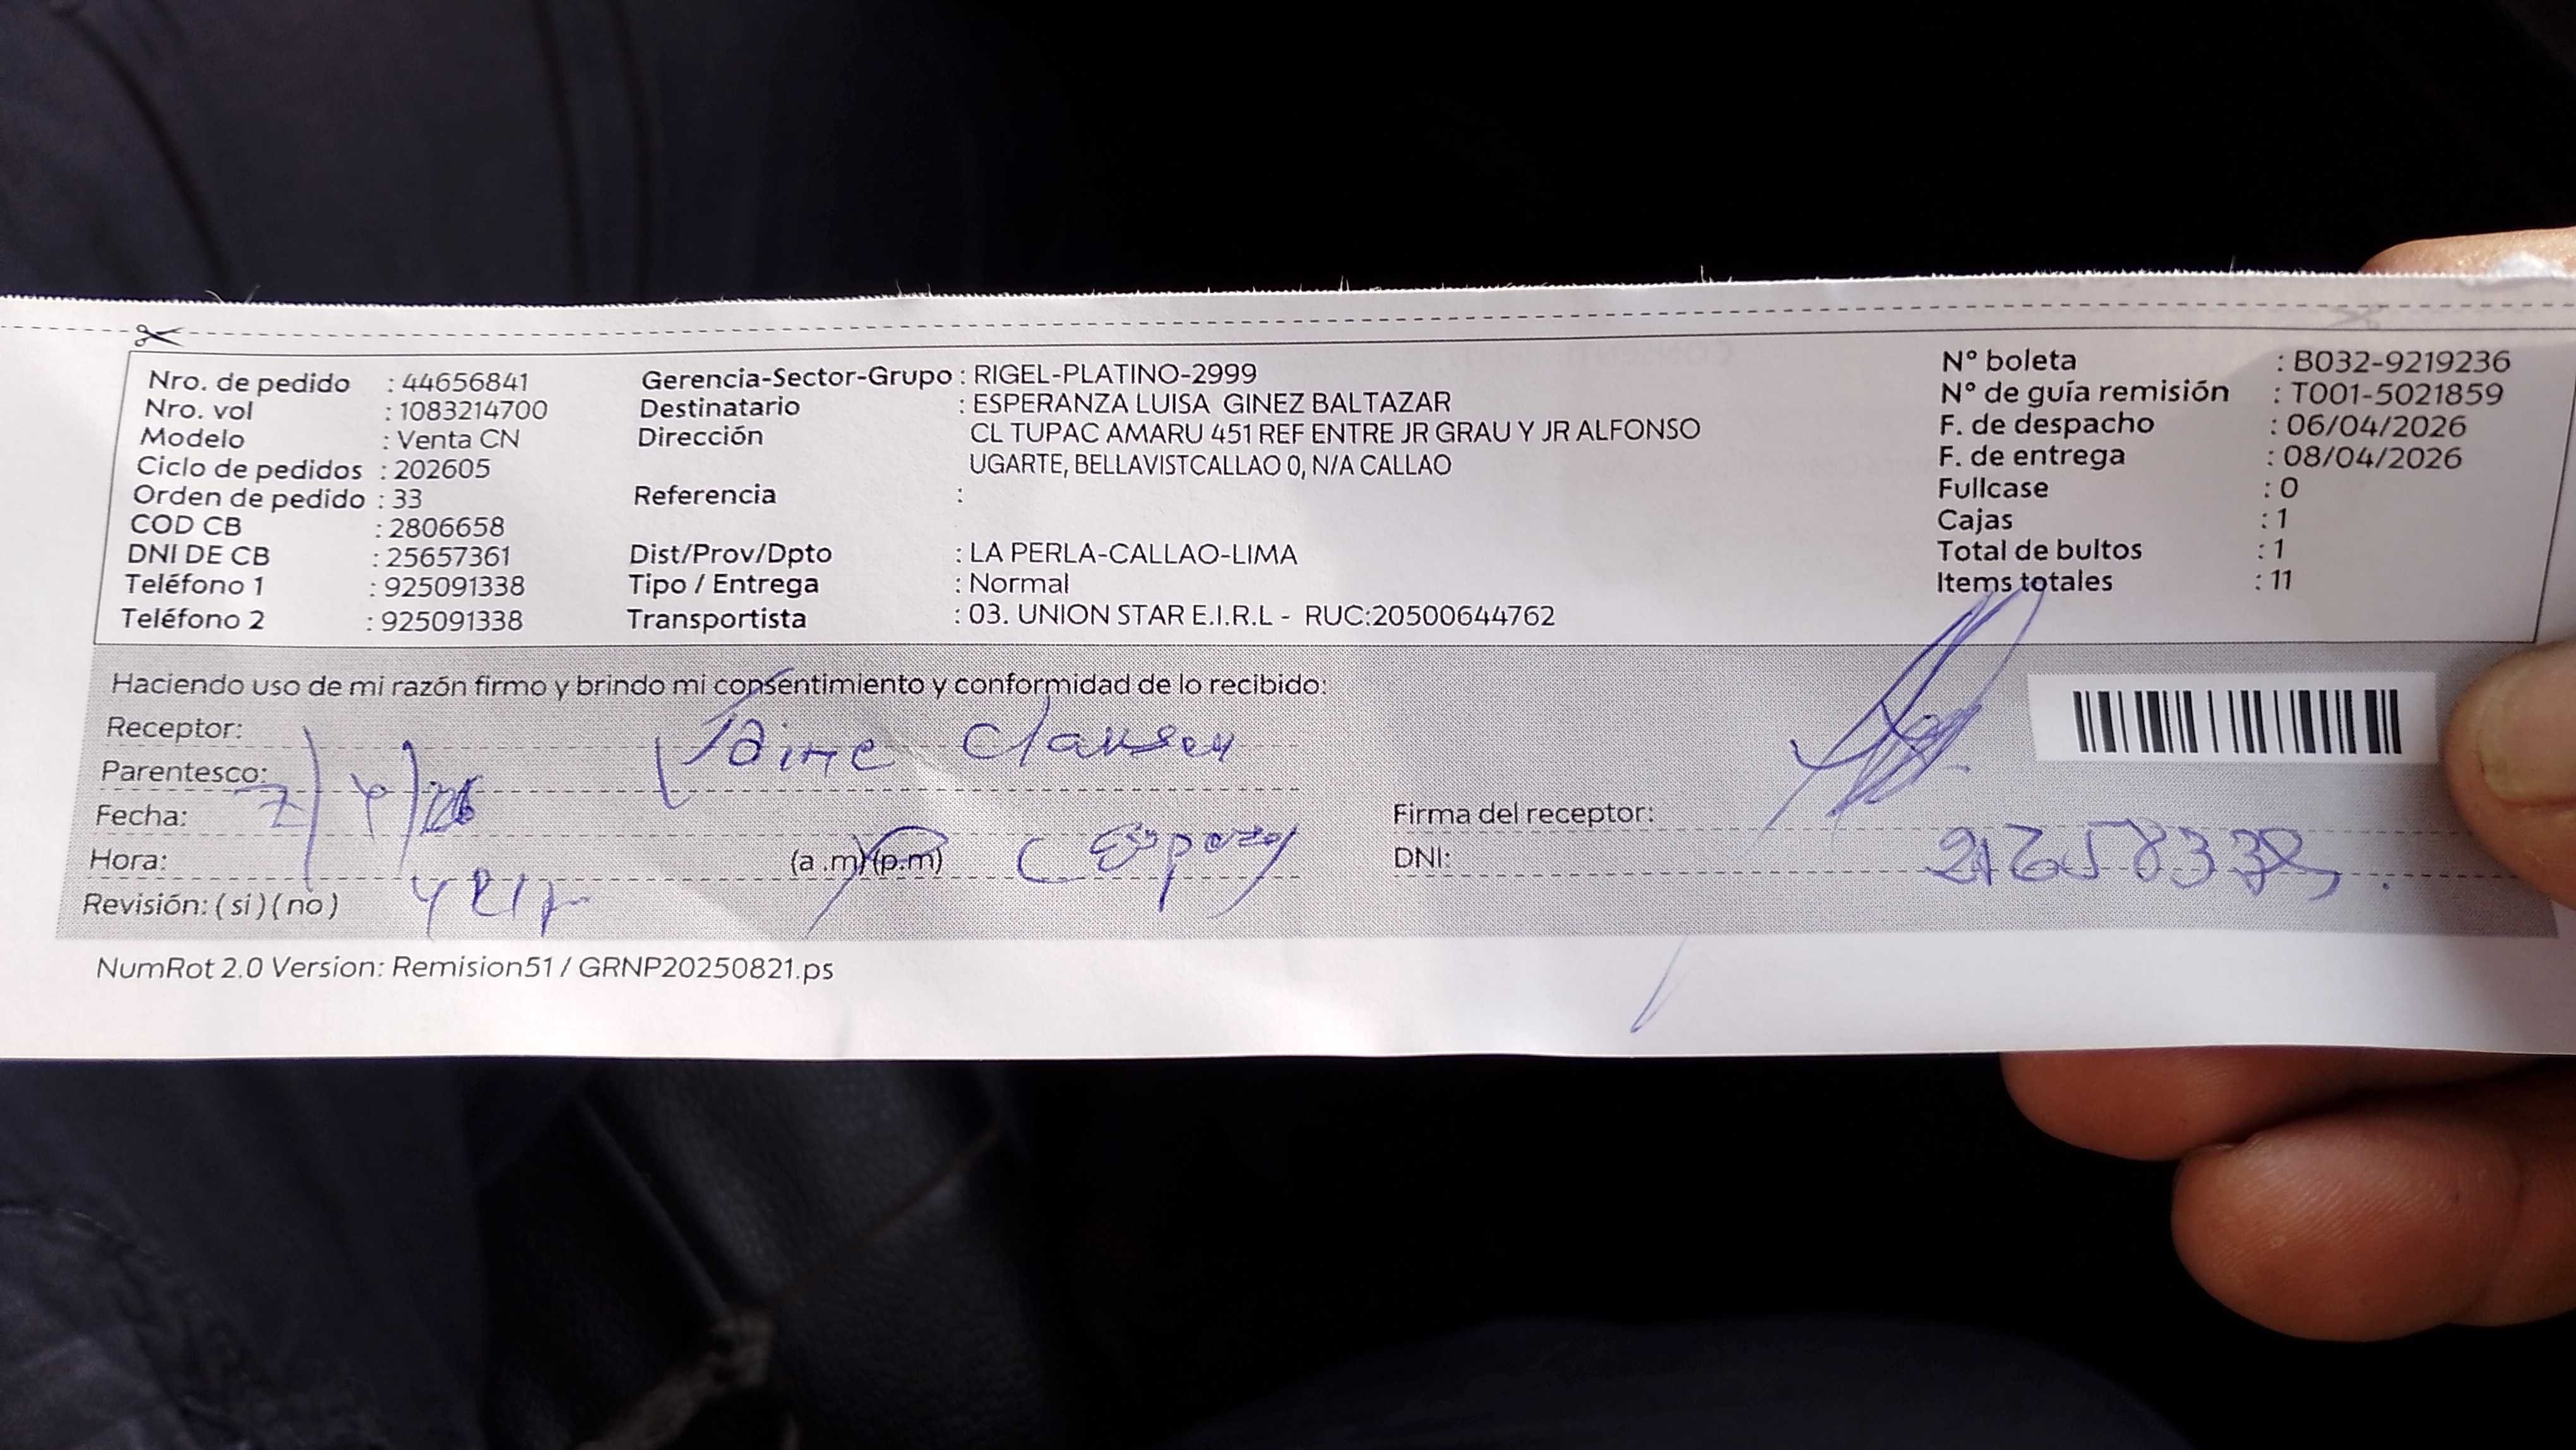 Nro. de pedido : 44656841
Nro. vol : 1083214700
Modelo : Venta CN
Ciclo de pedidos : 202605
Orden de pedido : 33
COD CB : 2806658
DNI DE CB : 25657361
Teléfono 1 : 925091338
Teléfono 2 : 925091338
Gerencia-Sector-Grupo : RIGEL-PLATINO-2999
Destinatario : ESPERANZA LUISA GINEZ BALTAZAR
Dirección CL TUPAC AMARU 451 REF ENTRE JR GRAU Y JR ALFONSO
UGARTE, BELLAVISTCALLAO 0, N/A CALLAO
Referencia :
Dist/Prov/Dpto : LA PERLA-CALLAO-LIMA
Tipo / Entrega : Normal
Transportista : 03. UNION STAR E.I.R.L - RUC:20500644762
N° boleta : B032-9219236
N° de guía remisión : T001-5021859
F. de despacho : 06/04/2026
F. de entrega : 08/04/2026
Fullcase : 0
Cajas : 1
Total de bultos : 1
Items totales : 11
Haciendo uso de mi razón firmo y brindo mi consentimiento y conformidad de lo recibido:
Receptor: Jaime
Parentesco:
Fecha: 7/4/26
Hora: (a.m)(p.m)
Revisión: (si)(no)
Firma del receptor:
DNI:
NumRot 2.0 Version: Remision51 / GRNP20250821.ps